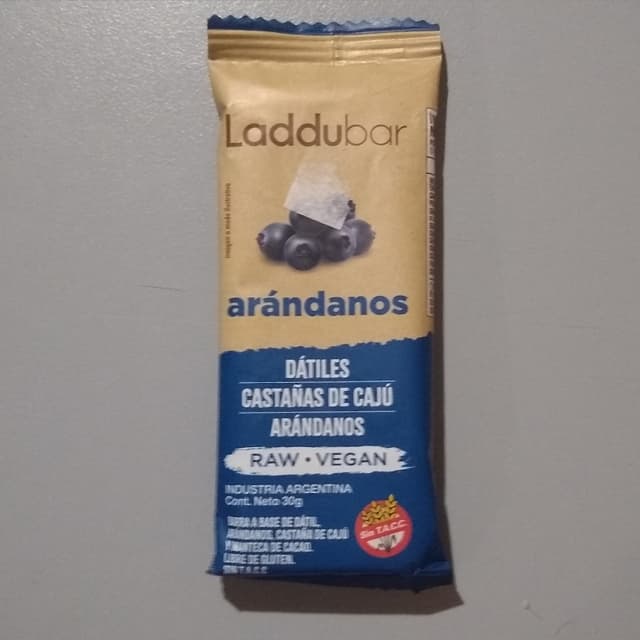 Laddubar
arándanos
DÁTILES
CASTAÑAS DE CAJÚ
ARÁNDANOS
RAW • VEGAN
INDUSTRIA ARGENTINA
Cont. Neto 30g
BARRA A BASE DE DÁTIL,
ARÁNDANOS, CASTAÑA DE CAJÚ
Y MANTECA DE CACAO.
LIBRE DE GLUTEN.
SIN T.A.C.C.
Sin T.A.C.C.